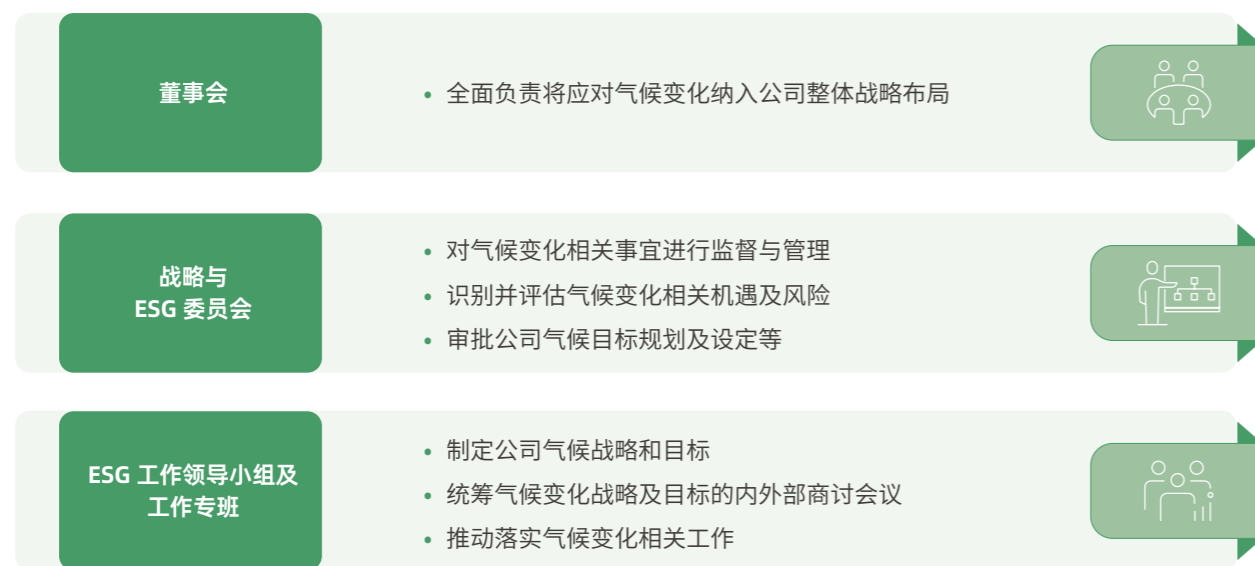 董事会
• 全面负责将应对气候变化纳入公司整体战略布局
战略与
ESG 委员会
• 对气候变化相关事宜进行监督与管理
• 识别并评估气候变化相关机遇及风险
• 审批公司气候目标规划及设定等
ESG 工作领导小组及
工作专班
• 制定公司气候战略和目标
• 统筹气候变化战略及目标的内外部商讨会议
• 推动落实气候变化相关工作